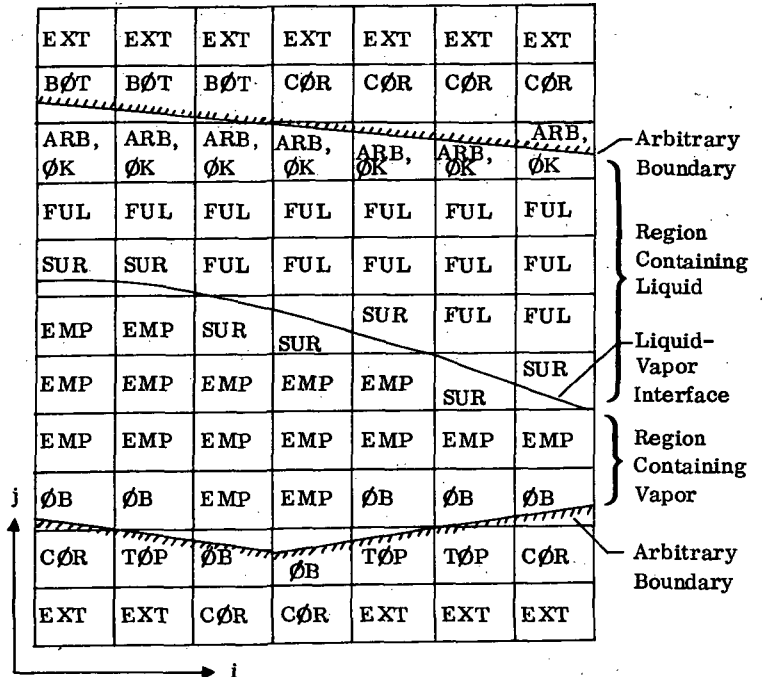 EXT EXT EXT EXT EXT EXT EXT
BØT BØT BØT CØR CØR CØR CØR
ARB, ØK ARB, ØK ARB, ØK ARB, ØK ARB, ØK ARB, ØK ARB, ØK
Arbitrary
Boundary
FUL FUL FUL FUL FUL FUL FUL
SUR SUR FUL FUL FUL FUL FUL
Region
Containing
Liquid
EMP EMP SUR SUR SUR FUL FUL
EMP EMP EMP EMP EMP SUR SUR
Liquid-
Vapor
Interface
EMP EMP EMP EMP EMP EMP EMP
ØB ØB EMP EMP ØB ØB ØB
Region
Containing
Vapor
j
CØR TØP ØB ØB TØP TØP CØR
Arbitrary
Boundary
EXT EXT CØR CØR EXT EXT EXT
i